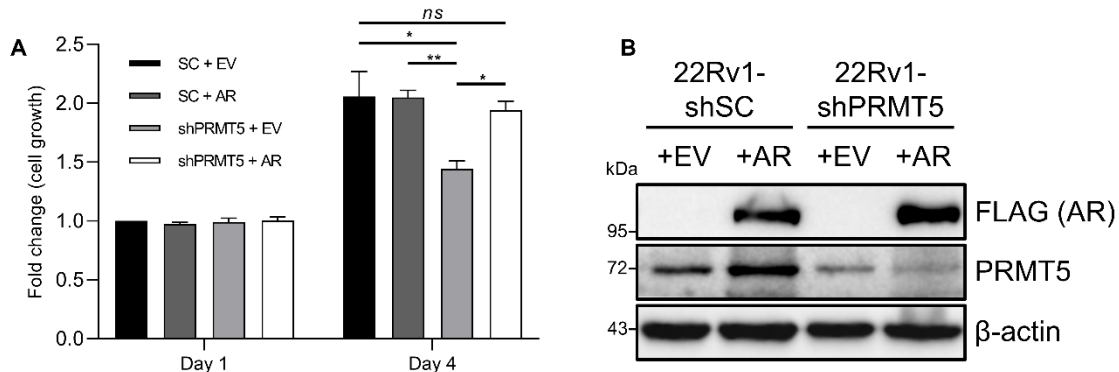 A
ns
*
**
*
2.5
2.0
1.5
1.0
0.5
0.0
Fold change (cell growth)
SC + EV
SC + AR
shPRMT5 + EV
shPRMT5 + AR
Day 1
Day 4
B
22Rv1-
shSC
22Rv1-
shPRMT5
+EV
+AR
+EV
+AR
kDa
95
FLAG (AR)
72
PRMT5
43
β-actin